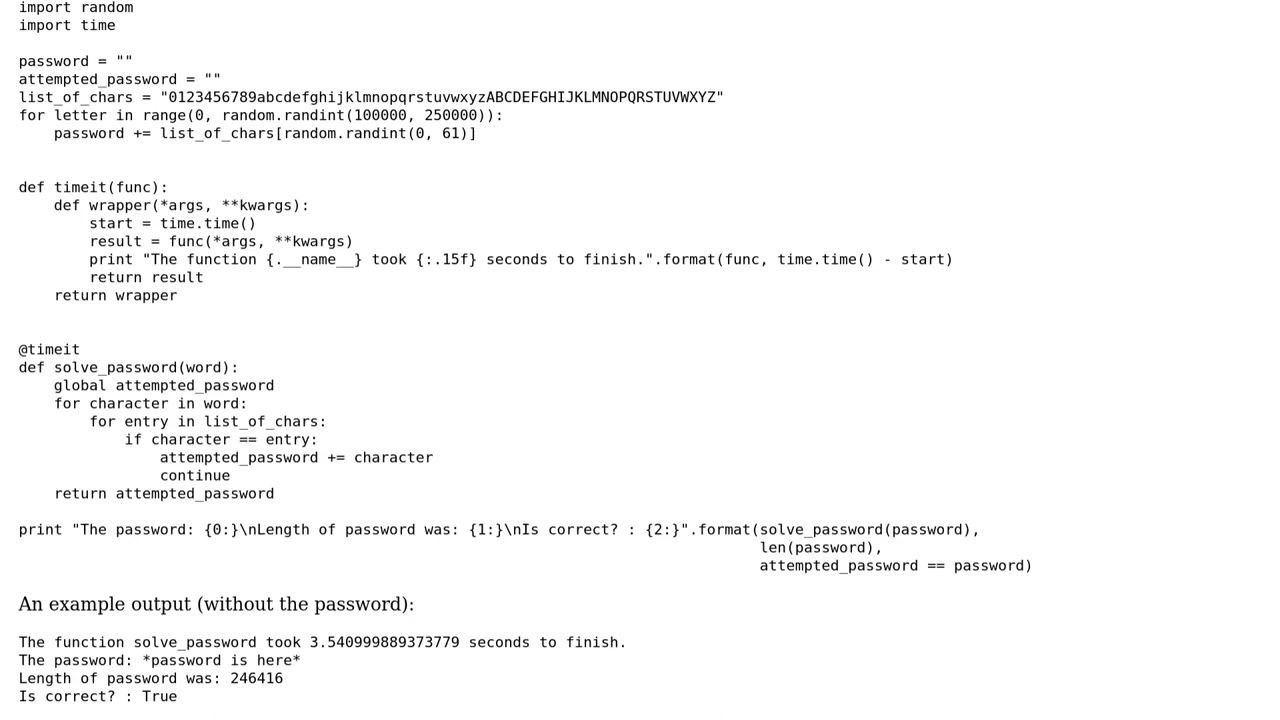 import random
import time

password = ""
attempted_password = ""
list_of_chars = "0123456789abcdefghijklmnopqrstuvwxyzABCDEFGHIJKLMNOPQRSTUVWXYZ"
for letter in range(0, random.randint(100000, 250000)):
    password += list_of_chars[random.randint(0, 61)]


def timeit(func):
    def wrapper(*args, **kwargs):
        start = time.time()
        result = func(*args, **kwargs)
        print "The function {.__name__} took {:.15f} seconds to finish.".format(func, time.time() - start)
        return result
    return wrapper


@timeit
def solve_password(word):
    global attempted_password
    for character in word:
        for entry in list_of_chars:
            if character == entry:
                attempted_password += character
                continue
    return attempted_password

print "The password: {0:}\nLength of password was: {1:}\nIs correct? : {2:}".format(solve_password(password),
                                                                                    len(password),
                                                                                    attempted_password == password)

An example output (without the password):

The function solve_password took 3.540999889373779 seconds to finish.
The password: *password is here*
Length of password was: 246416
Is correct? : True